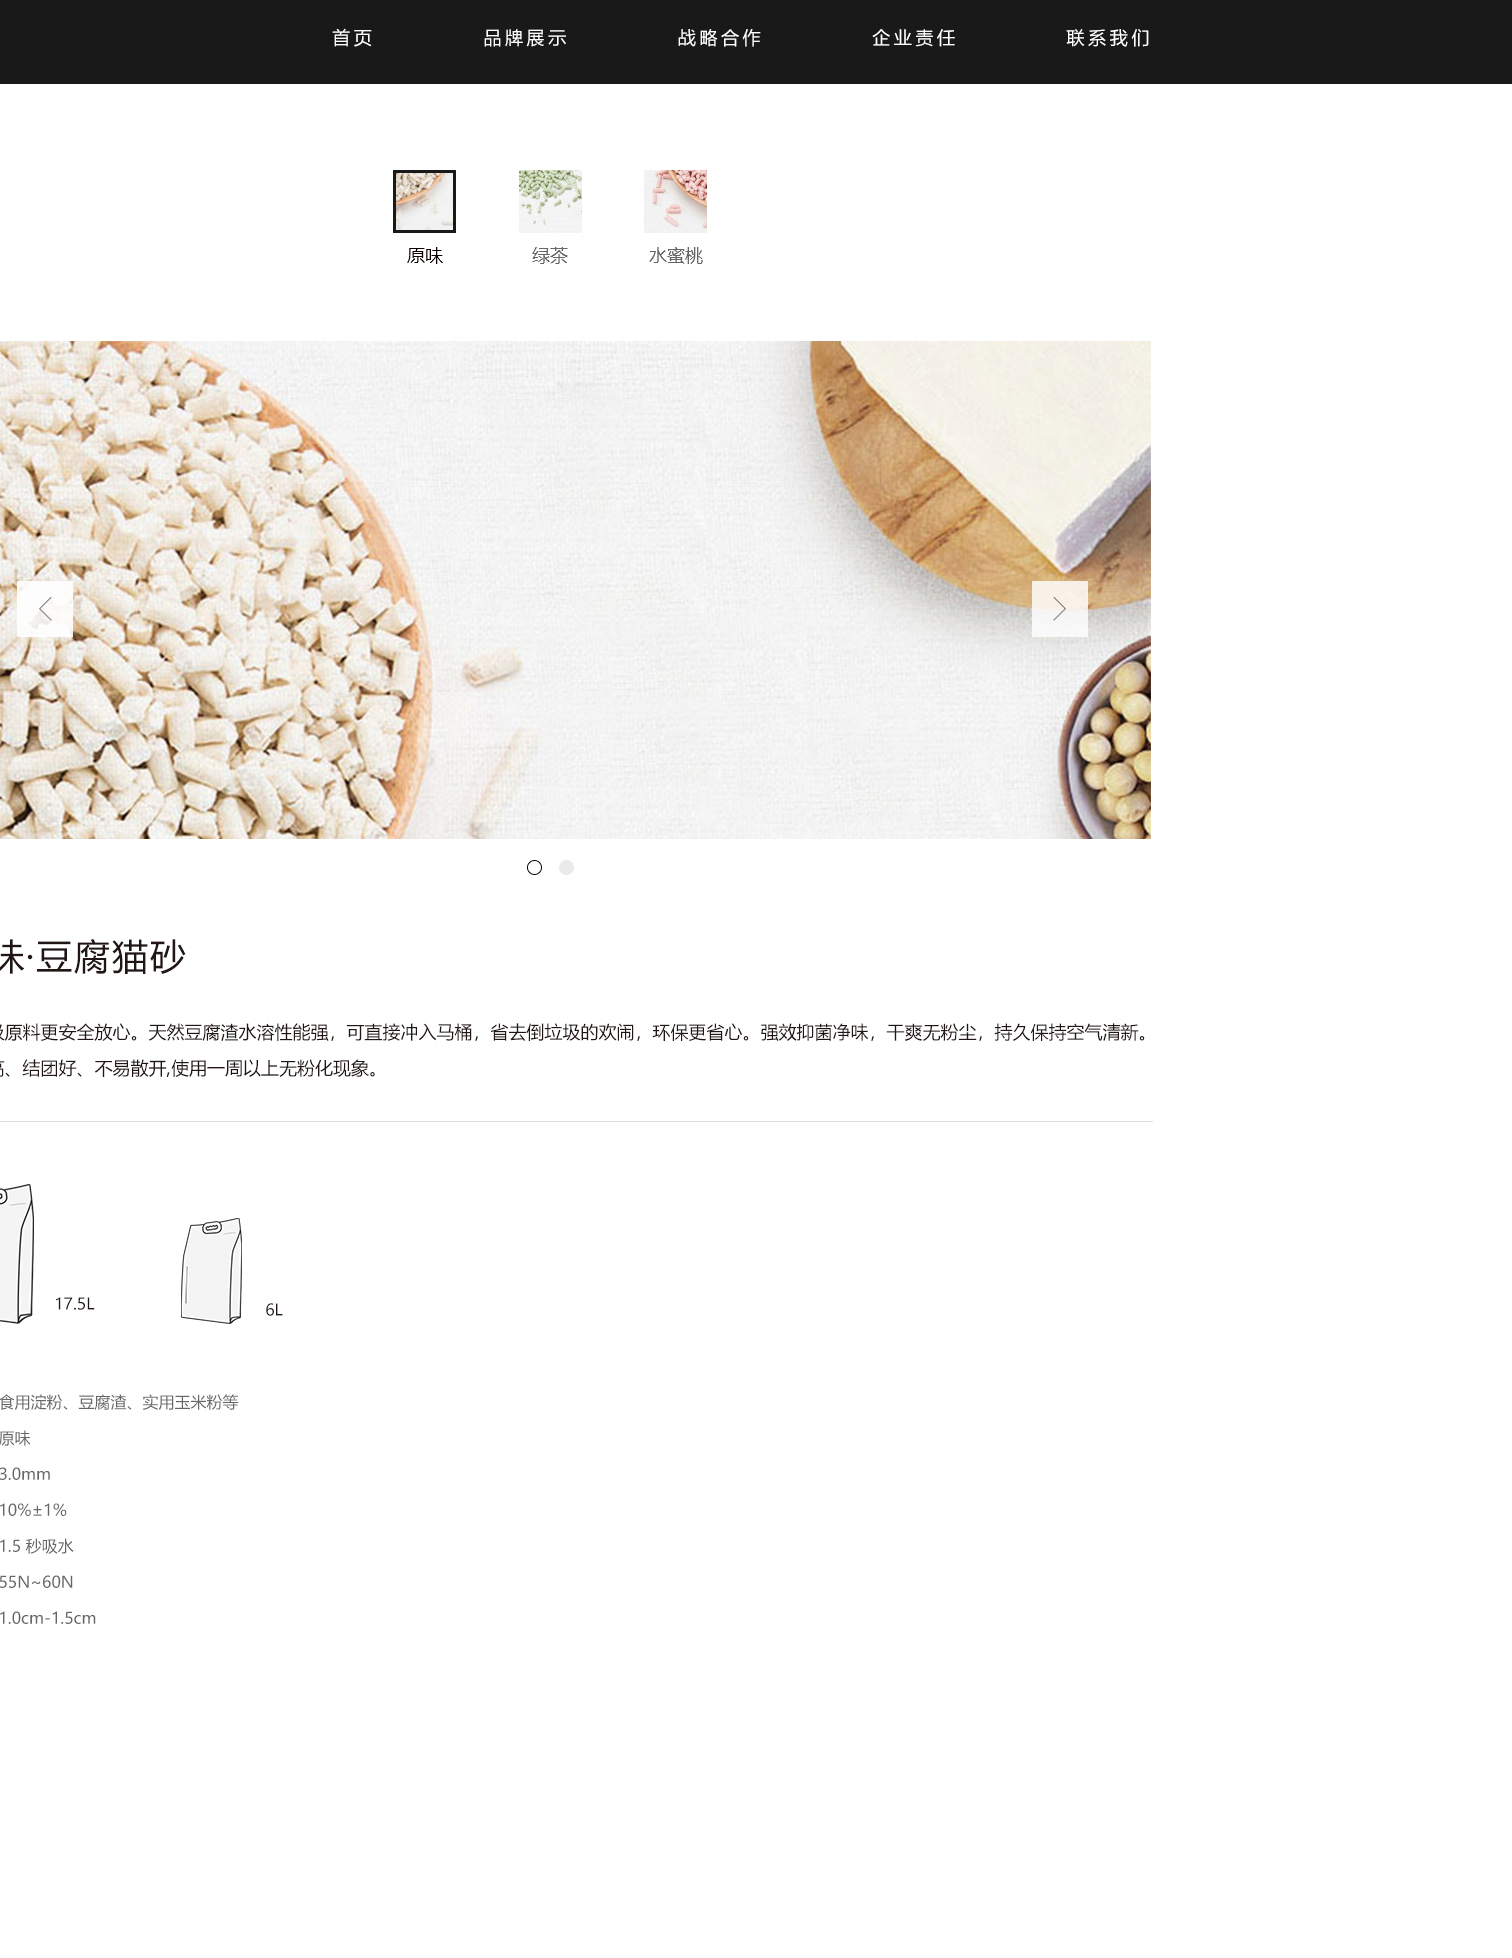 首页 品牌展示 战略合作 企业责任 联系我们
原味 绿茶 水蜜桃
味·豆腐猫砂
原料更安全放心。天然豆腐渣水溶性能强，可直接冲入马桶，省去倒垃圾的欢闹，环保更省心。强效抑菌净味，干爽无粉尘，持久保持空气清新。
、结团好、不易散开,使用一周以上无粉化现象。
17.5L 6L
食用淀粉、豆腐渣、实用玉米粉等
原味
3.0mm
10%±1%
1.5 秒吸水
55N~60N
1.0cm-1.5cm